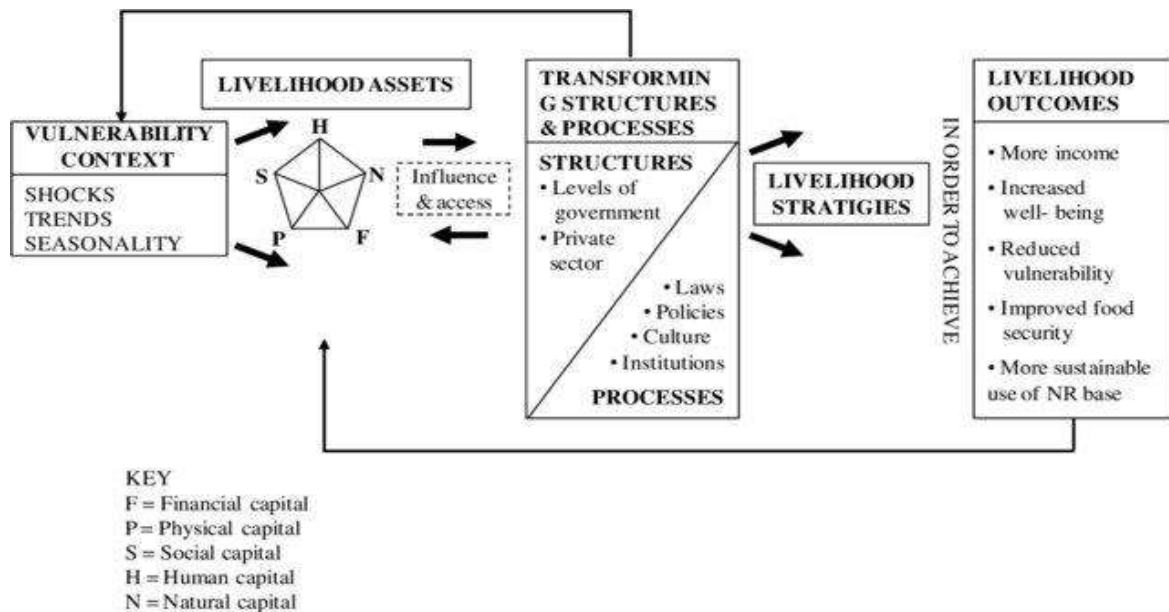 LIVELIHOOD ASSETS
VULNERABILITY
CONTEXT
SHOCKS
TRENDS
SEASONALITY
H
S
N
P
F
Influence
& access
TRANSFORMIN
G STRUCTURES
& PROCESSES
STRUCTURES
• Levels of
government
• Private
sector
• Laws
• Policies
• Culture
• Institutions
PROCESSES
LIVELIHOOD
STRATIGIES
IN ORDER TO ACHIEVE
LIVELIHOOD
OUTCOMES
• More income
• Increased
well- being
• Reduced
vulnerability
• Improved food
security
• More sustainable
use of NR base
KEY
F = Financial capital
P = Physical capital
S = Social capital
H = Human capital
N = Natural capital